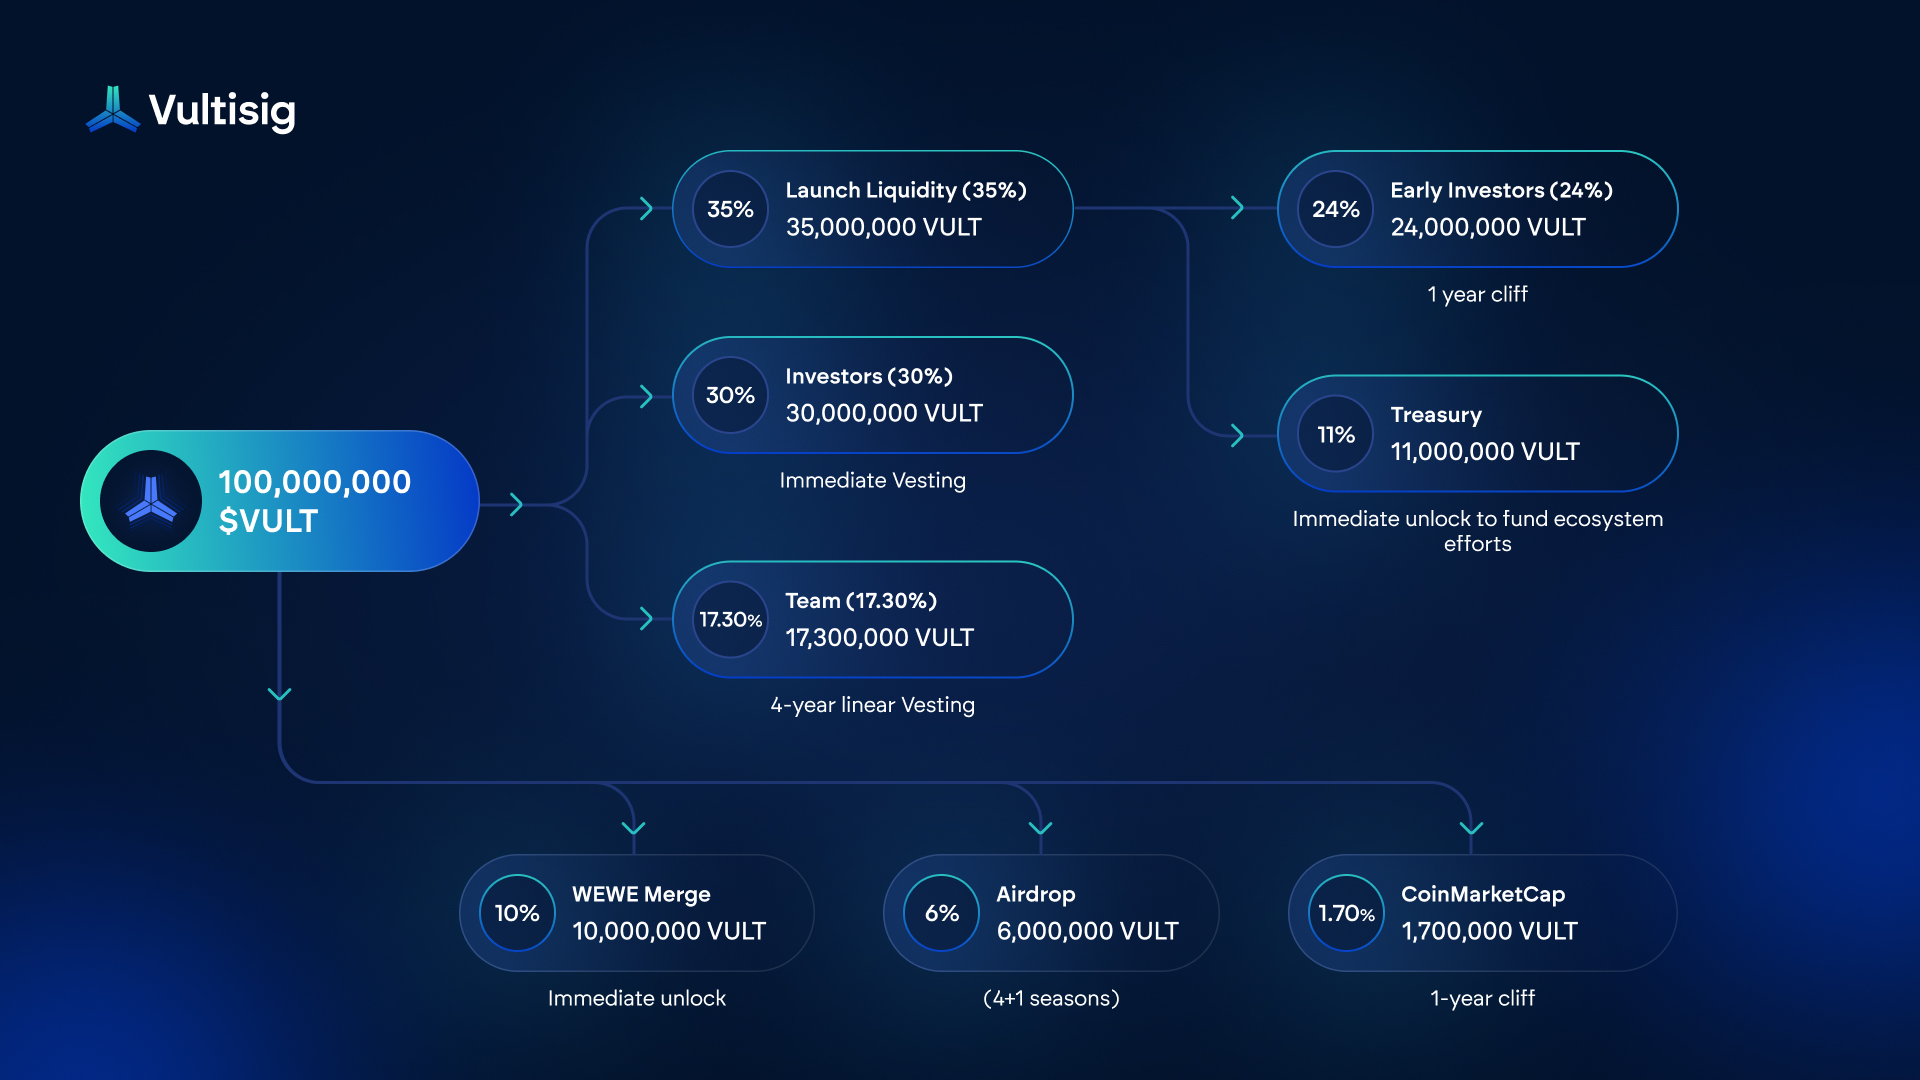 Vultisig
35%
Launch Liquidity (35%)
35,000,000 VULT
24%
Early Investors (24%)
24,000,000 VULT
1 year cliff
30%
Investors (30%)
30,000,000 VULT
Immediate Vesting
11%
Treasury
11,000,000 VULT
Immediate unlock to fund ecosystem
efforts
100,000,000
$VULT
17.30%
Team (17.30%)
17,300,000 VULT
4-year linear Vesting
10%
WEWE Merge
10,000,000 VULT
Immediate unlock
6%
Airdrop
6,000,000 VULT
(4+1 seasons)
1.70%
CoinMarketCap
1,700,000 VULT
1-year cliff